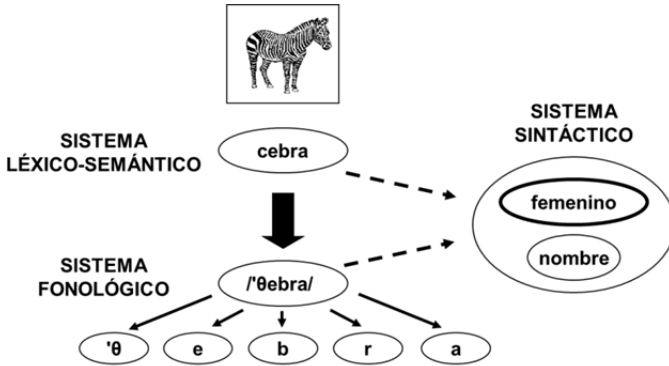 SISTEMA
SINTÁCTICO
SISTEMA
LÉXICO-SEMÁNTICO
cebra
femenino
nombre
SISTEMA
FONOLÓGICO
/'θebra/
'θ
e
b
r
a